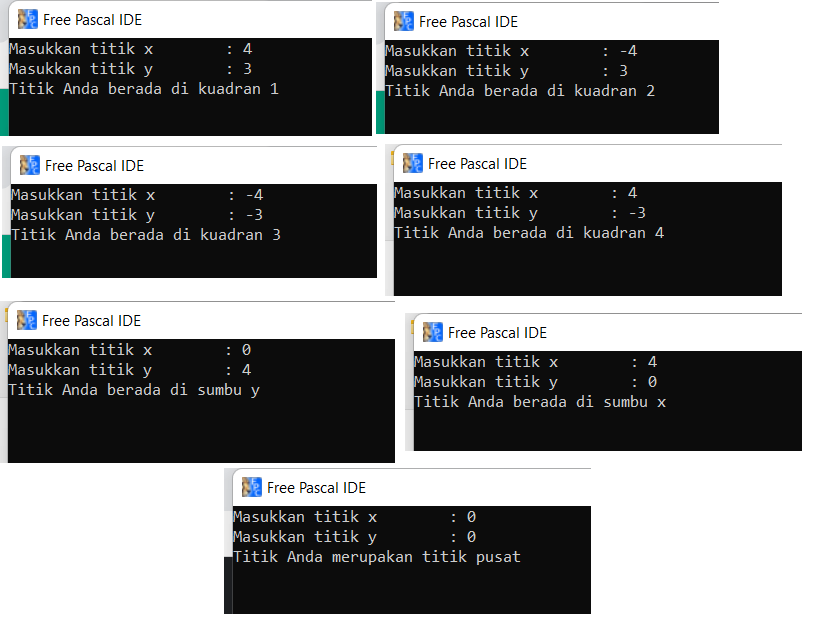 Free Pascal IDE
Masukkan titik x : 4
Masukkan titik y : 3
Titik Anda berada di kuadran 1
Free Pascal IDE
Masukkan titik x : -4
Masukkan titik y : 3
Titik Anda berada di kuadran 2
Free Pascal IDE
Masukkan titik x : -4
Masukkan titik y : -3
Titik Anda berada di kuadran 3
Free Pascal IDE
Masukkan titik x : 4
Masukkan titik y : -3
Titik Anda berada di kuadran 4
Free Pascal IDE
Masukkan titik x : 0
Masukkan titik y : 4
Titik Anda berada di sumbu y
Free Pascal IDE
Masukkan titik x : 4
Masukkan titik y : 0
Titik Anda berada di sumbu x
Free Pascal IDE
Masukkan titik x : 0
Masukkan titik y : 0
Titik Anda merupakan titik pusat